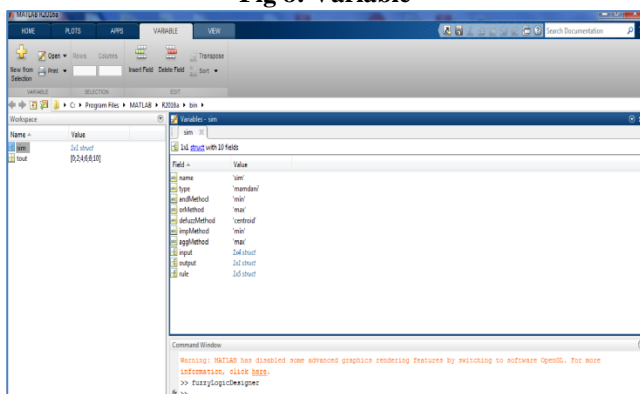 Fig 8. Variable
MATLAB R2016a
HOME PLOTS APPS VARIABLE VIEW
Search Documentation
New from Selection
Open
Print
Rows Columns
Insert Field Delete Field
Transpose
Sort
VARIABLE SELECTION EDIT
C: Program Files MATLAB R2016a bin
Workspace
Name Value
sim 1x1 struct
tout [0;2;4;6;8;10]
Variables - sim
sim
1x1 struct with 10 fields
Field Value
name 'sim'
type 'mamdani'
andMethod 'min'
orMethod 'max'
defuzzMethod 'centroid'
impMethod 'min'
aggMethod 'max'
input 1x4 struct
output 1x1 struct
rule 1x5 struct
Command Window
Warning: MATLAB has disabled some advanced graphics rendering features by switching to software OpenGL. For more
information, click here.
>> fuzzyLogicDesigner
fx >>